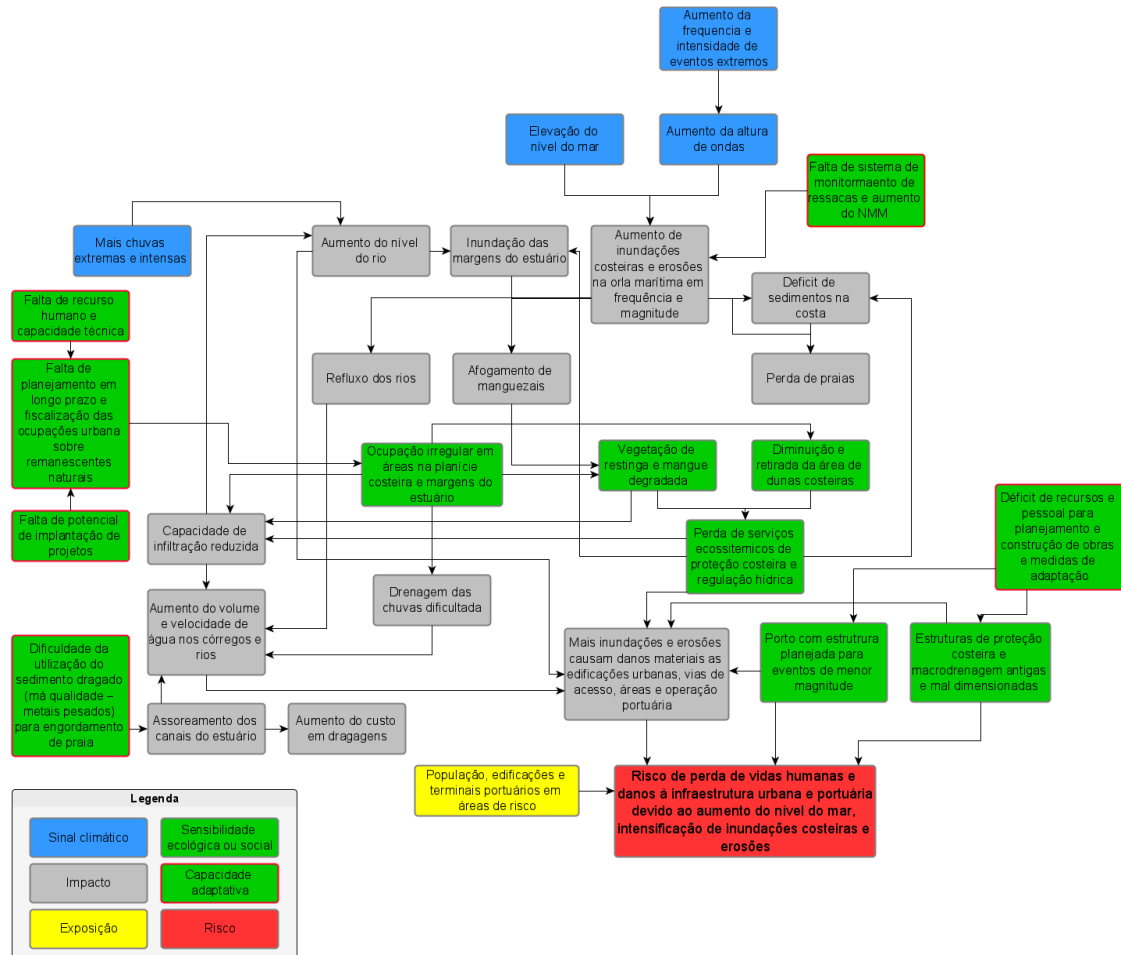 Aumento da
frequencia e
intensidade de
eventos extremos
Elevação do
nível do mar
Aumento da altura
de ondas
Falta de sistema de
monitormaento de
ressacas e aumento
do NMM
Mais chuvas
extremas e intensas
Aumento do nível
do rio
Inundação das
margens do estuário
Aumento de
inundações
costeiras e erosões
na orla marítima em
frequência e
magnitude
Deficit de
sedimentos na
costa
Falta de recurso
humano e
capacidade técnica
Falta de
planejamento em
longo prazo e
fiscalização das
ocupações urbana
sobre
remanescentes
naturais
Refluxo dos rios
Afogamento de
manguezais
Perda de praias
Ocupação irregular em
áreas na planície
costeira e margens do
estuário
Vegetação de
restinga e mangue
degradada
Diminuição e
retirada da área de
dunas costeiras
Falta de potencial
de implantação de
projetos
Capacidade de
infiltração reduzida
Perda de serviços
ecossitemicos de
proteção costeira e
regulação hídrica
Déficit de recursos e
pessoal para
planejamento e
construção de obras
e medidas de
adaptação
Aumento do volume
e velocidade de
água nos córregos e
rios
Drenagem das
chuvas dificultada
Mais inundações e erosões
causam danos materiais as
edificações urbanas, vias de
acesso, áreas e operação
portuária
Porto com estrutrura
planejada para
eventos de menor
magnitude
Estruturas de proteção
costeira e
macrodrenagem antigas
e mal dimensionadas
Dificuldade da
utilização do
sedimento dragado
(má qualidade –
metais pesados)
para engordamento
de praia
Assoreamento dos
canais do estuário
Aumento do custo
em dragagens
População, edificações e
terminais portuários em
áreas de risco
Risco de perda de vidas humanas e
danos à infraestrutura urbana e portuária
devido ao aumento do nivel do mar,
intensificação de inundações costeiras e
erosões
Legenda
Sinal climático
Sensibilidade
ecológica ou social
Impacto
Capacidade
adaptativa
Exposição
Risco